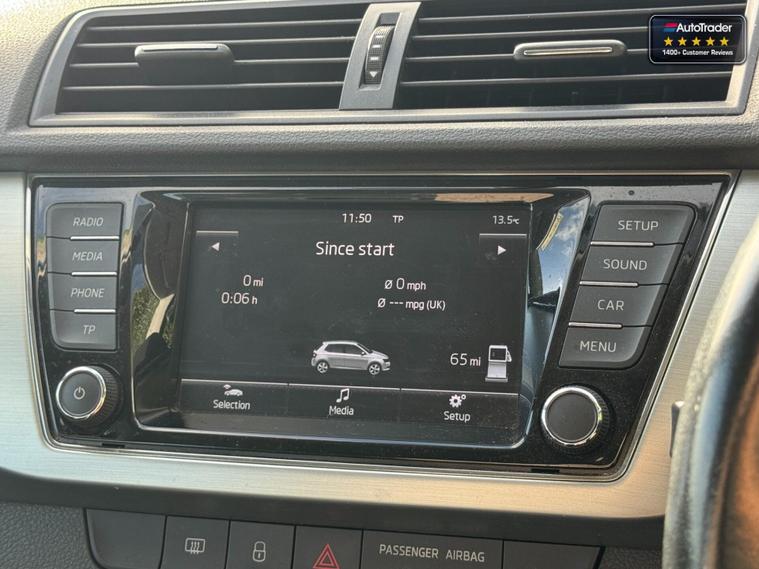 AutoTrader
1400+ Customer Reviews
RADIO
MEDIA
PHONE
TP
11:50 TP 13.5°C
Since start
0 mi
0:06 h
Ø 0 mph
Ø --- mpg (UK)
65 mi
Selection
Media
Setup
SETUP
SOUND
CAR
MENU
PASSENGER AIRBAG